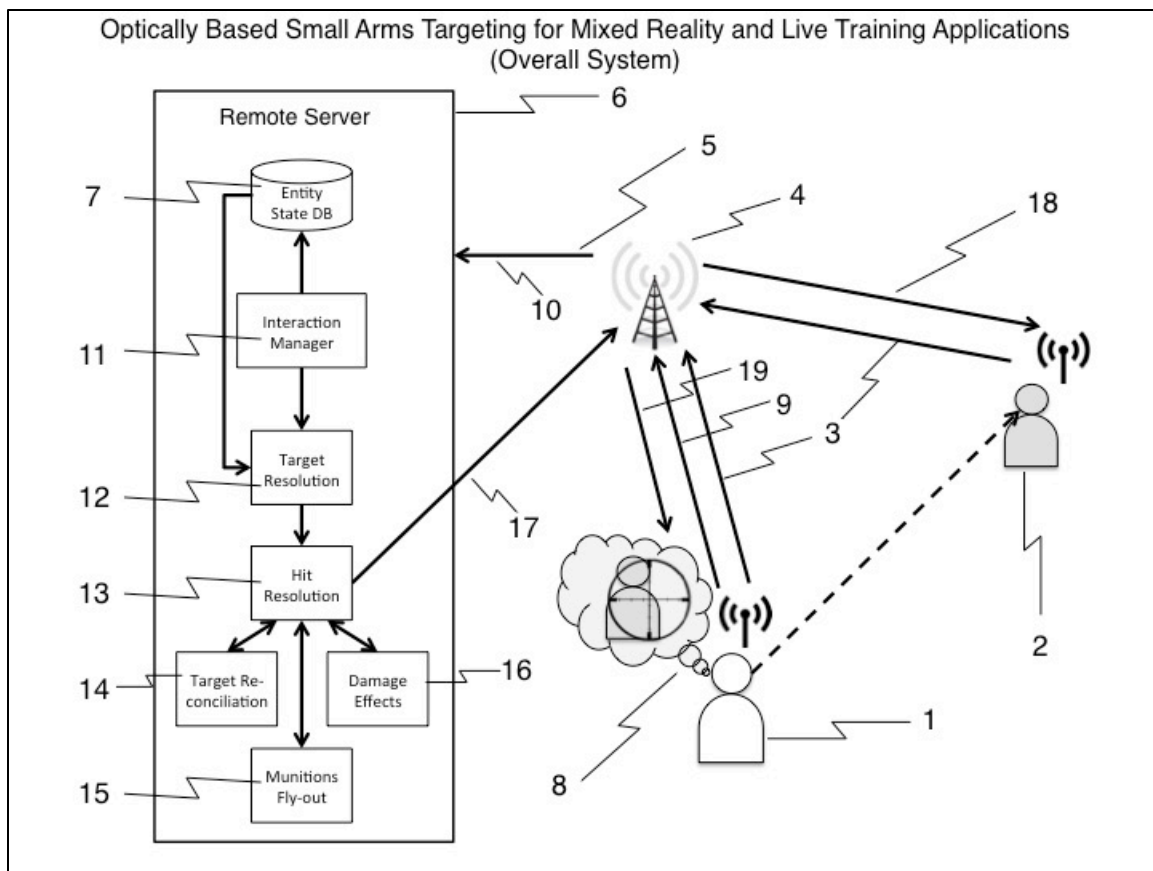 Optically Based Small Arms Targeting for Mixed Reality and Live Training Applications
(Overall System)
6
Remote Server
5
4
7
Entity
State DB
18
10
Interaction
Manager
11
19
9
3
Target
Resolution
12
17
Hit
Resolution
13
2
14
Target Re-
conciliation
Damage
Effects
16
1
8
15
Munitions
Fly-out